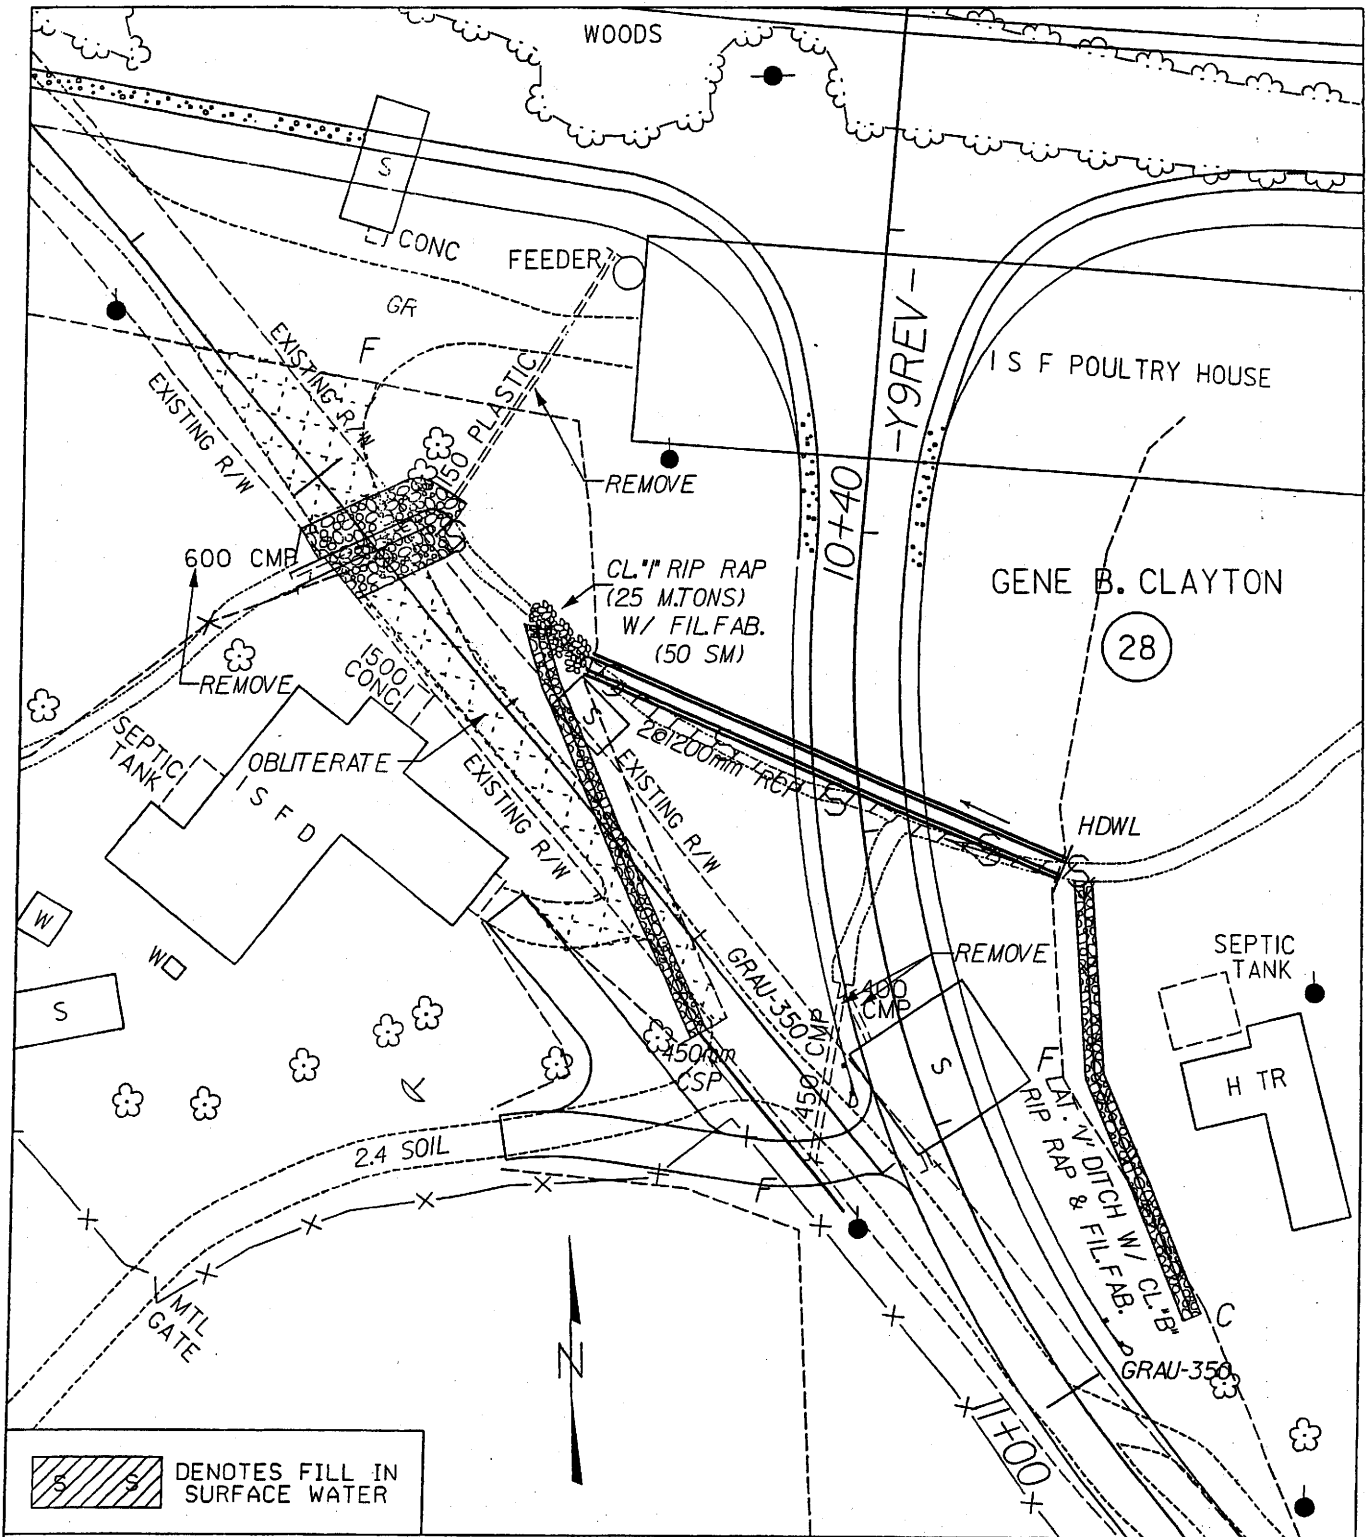 WOODS
S
CONC
FEEDER
GR
F
EXISTING R/W
EXISTING R/W
PLASTIC
REMOVE
-Y9REV-
I S F POULTRY HOUSE
10+40
600 CMP
REMOVE
CL."I" RIP RAP
(25 M.TONS)
W/ FIL.FAB.
(50 SM)
GENE B. CLAYTON
28
1500
CONC
SEPTIC
TANK
OBLITERATE
I S F D
S
2@1200mm RCP
EXISTING R/W
EXISTING R/W
HDWL
W
W
S
GRAU-350
REMOVE
400
CMP
450 CMP
450mm
CSP
S
SEPTIC
TANK
H TR
F
LAT. V DITCH W/ CL."B"
RIP RAP & FIL.FAB.
2.4 SOIL
F
MTL
GATE
N
C
GRAU-350
11+00
S S
DENOTES FILL IN
SURFACE WATER